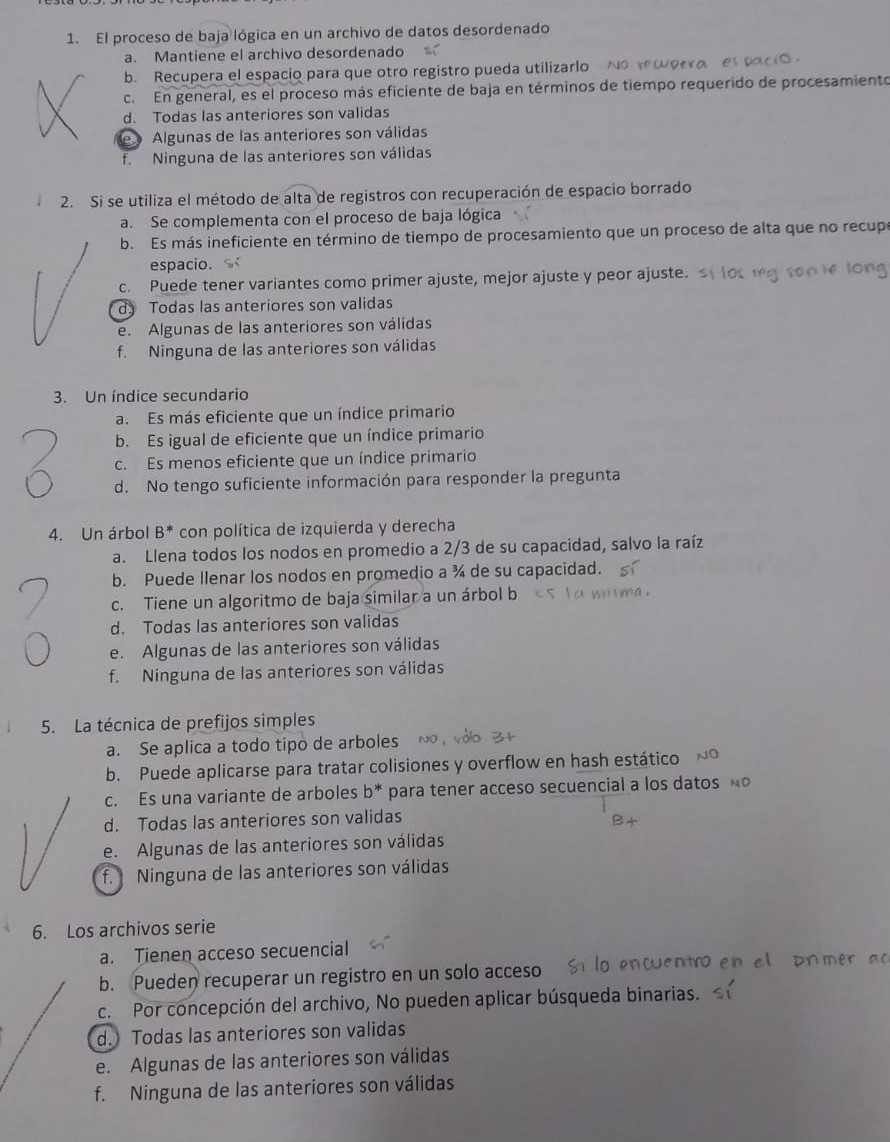 1. El proceso de baja lógica en un archivo de datos desordenado
a. Mantiene el archivo desordenado sí
b. Recupera el espacio para que otro registro pueda utilizarlo No recupera el espacio.
c. En general, es el proceso más eficiente de baja en términos de tiempo requerido de procesamiento
d. Todas las anteriores son validas
e. Algunas de las anteriores son válidas
f. Ninguna de las anteriores son válidas
2. Si se utiliza el método de alta de registros con recuperación de espacio borrado
a. Se complementa con el proceso de baja lógica sí
b. Es más ineficiente en término de tiempo de procesamiento que un proceso de alta que no recupe
espacio. sí
c. Puede tener variantes como primer ajuste, mejor ajuste y peor ajuste. si los reg son de long
d. Todas las anteriores son validas
e. Algunas de las anteriores son válidas
f. Ninguna de las anteriores son válidas
3. Un índice secundario
a. Es más eficiente que un índice primario
b. Es igual de eficiente que un índice primario
c. Es menos eficiente que un índice primario
d. No tengo suficiente información para responder la pregunta
?
4. Un árbol B* con política de izquierda y derecha
a. Llena todos los nodos en promedio a 2/3 de su capacidad, salvo la raíz
b. Puede llenar los nodos en promedio a ¾ de su capacidad. sí
c. Tiene un algoritmo de baja similar a un árbol b es la misma.
d. Todas las anteriores son validas
e. Algunas de las anteriores son válidas
f. Ninguna de las anteriores son válidas
?
5. La técnica de prefijos simples
a. Se aplica a todo tipo de arboles NO, sólo B+
b. Puede aplicarse para tratar colisiones y overflow en hash estático NO
c. Es una variante de arboles b* para tener acceso secuencial a los datos NO
B+
d. Todas las anteriores son validas
e. Algunas de las anteriores son válidas
f. Ninguna de las anteriores son válidas
6. Los archivos serie
a. Tienen acceso secuencial sí
b. Pueden recuperar un registro en un solo acceso Si lo encuentro en el primer ac
c. Por concepción del archivo, No pueden aplicar búsqueda binarias. sí
d. Todas las anteriores son validas
e. Algunas de las anteriores son válidas
f. Ninguna de las anteriores son válidas